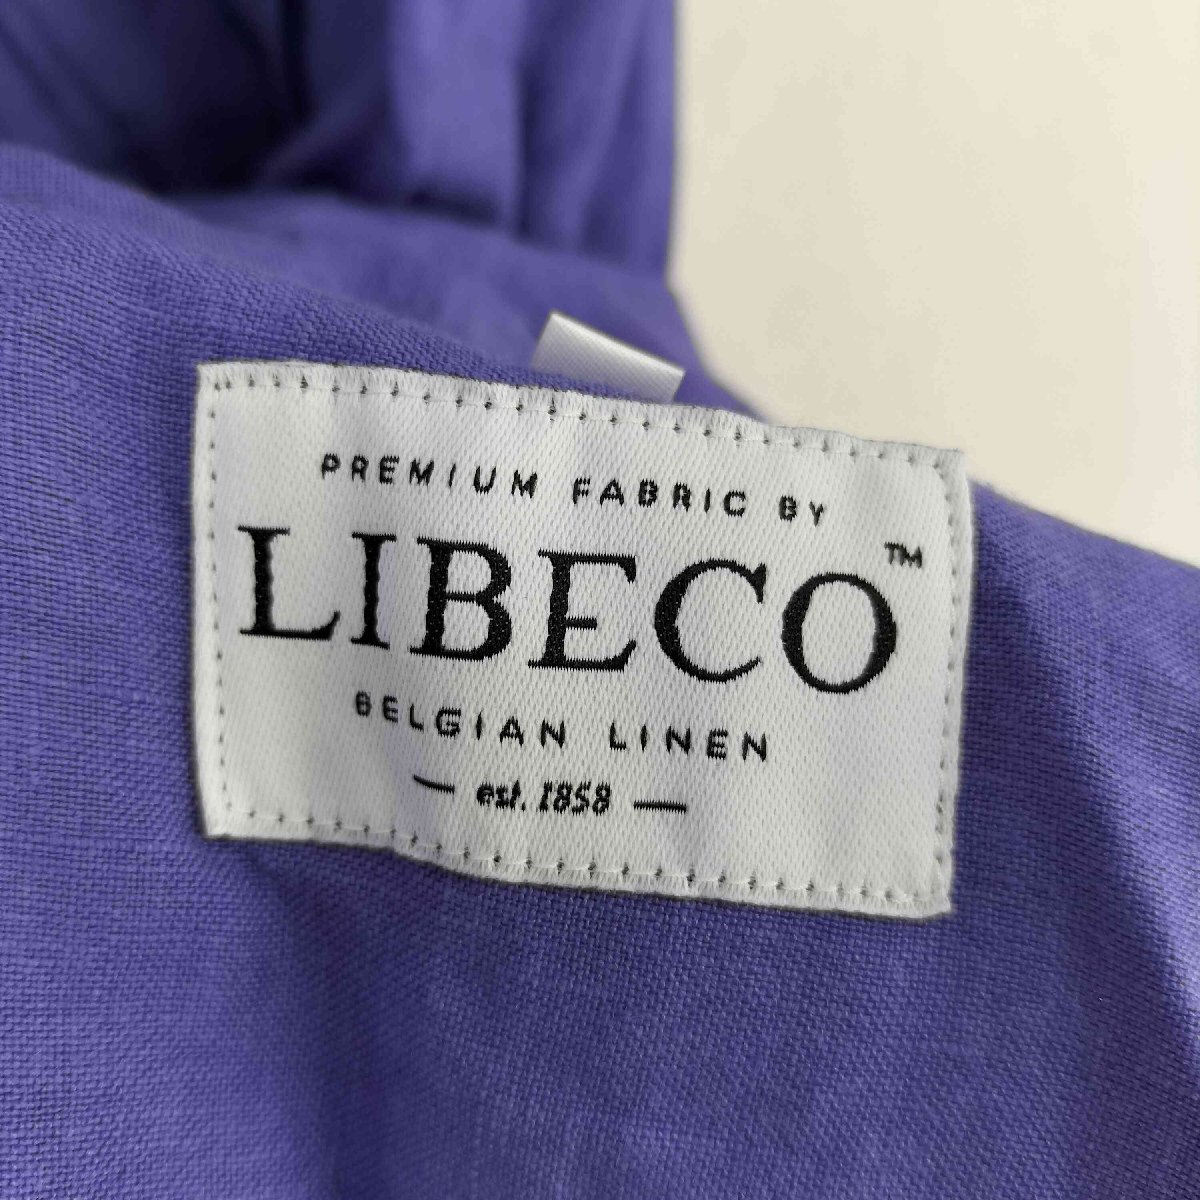 PREMIUM FABRIC BY
LIBECO™
BELGIAN LINEN
— est. 1858 —